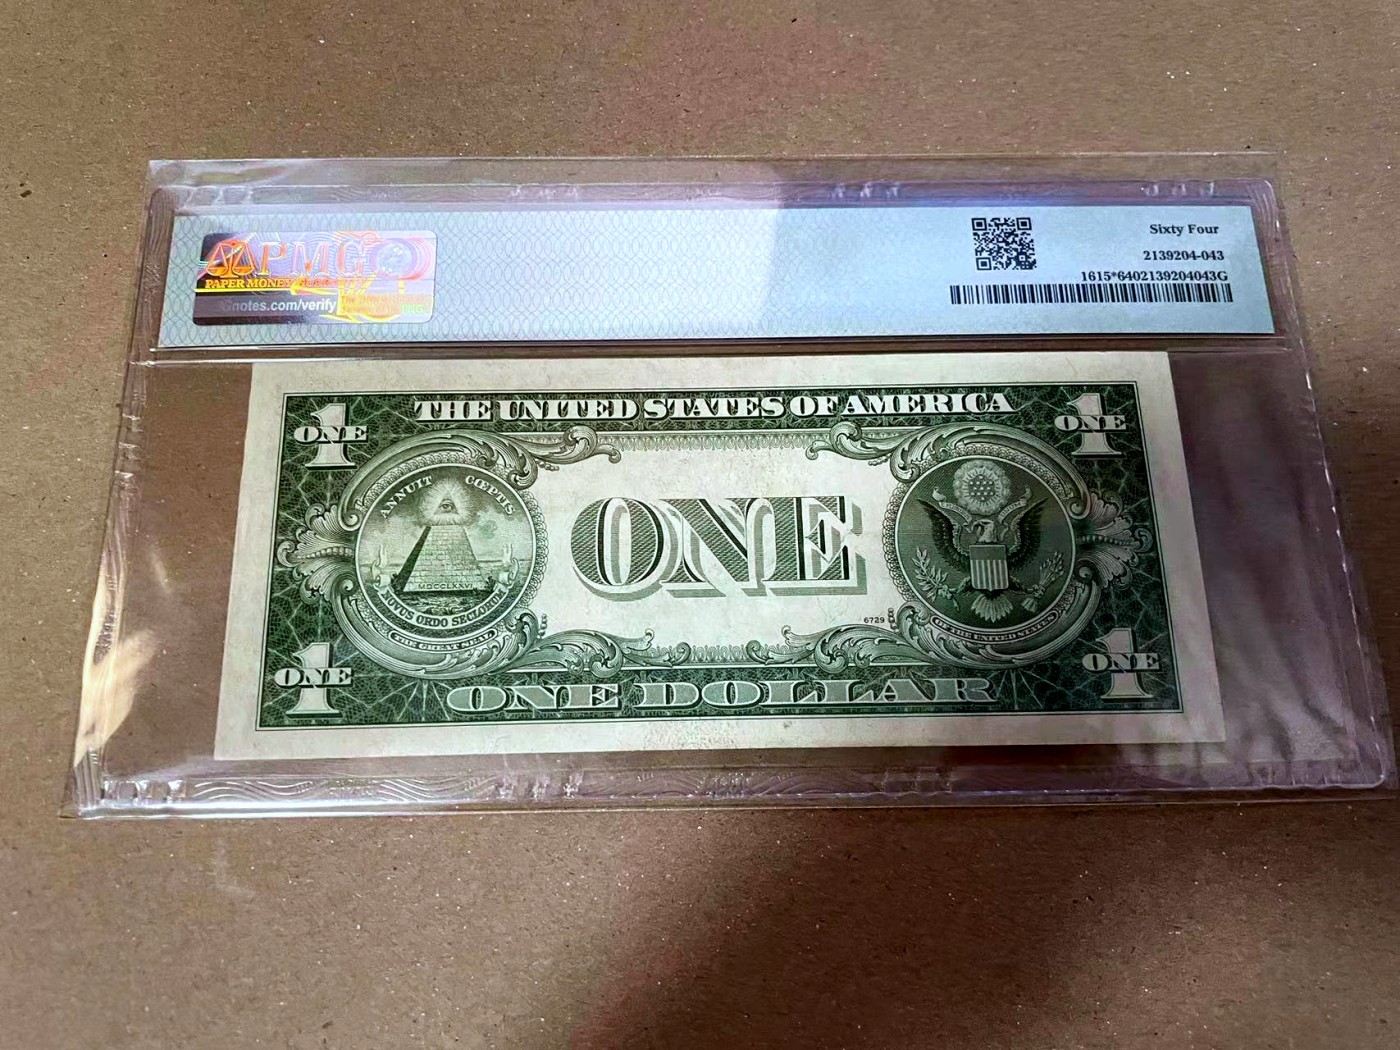 PMG
PAPER MONEY
notes.com/verify
Sixty Four
2139204-043
1615*6402139204043G
THE UNITED STATES OF AMERICA
1
ONE
1
ONE
ANNUIT CŒPTIS
MDCCLXXVI
NOVUS ORDO SECLORUM
THE GREAT SEAL
ONE
6729
OF THE UNITED STATES
1
ONE
1
ONE
ONE DOLLAR